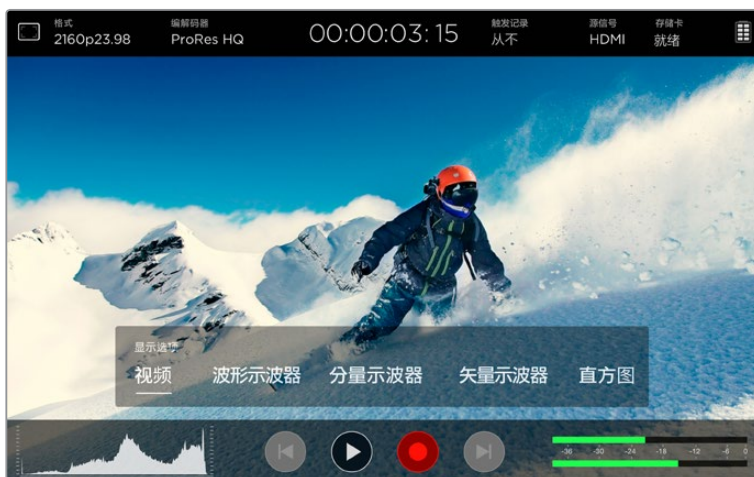 格式 编解码器 00:00:03:15 触发记录 源信号 存储卡
2160p23.98 ProRes HQ 从不 HDMI 就绪
显示选项
视频 波形示波器 分量示波器 矢量示波器 直方图
-36 -30 -24 -18 -12 -6 0